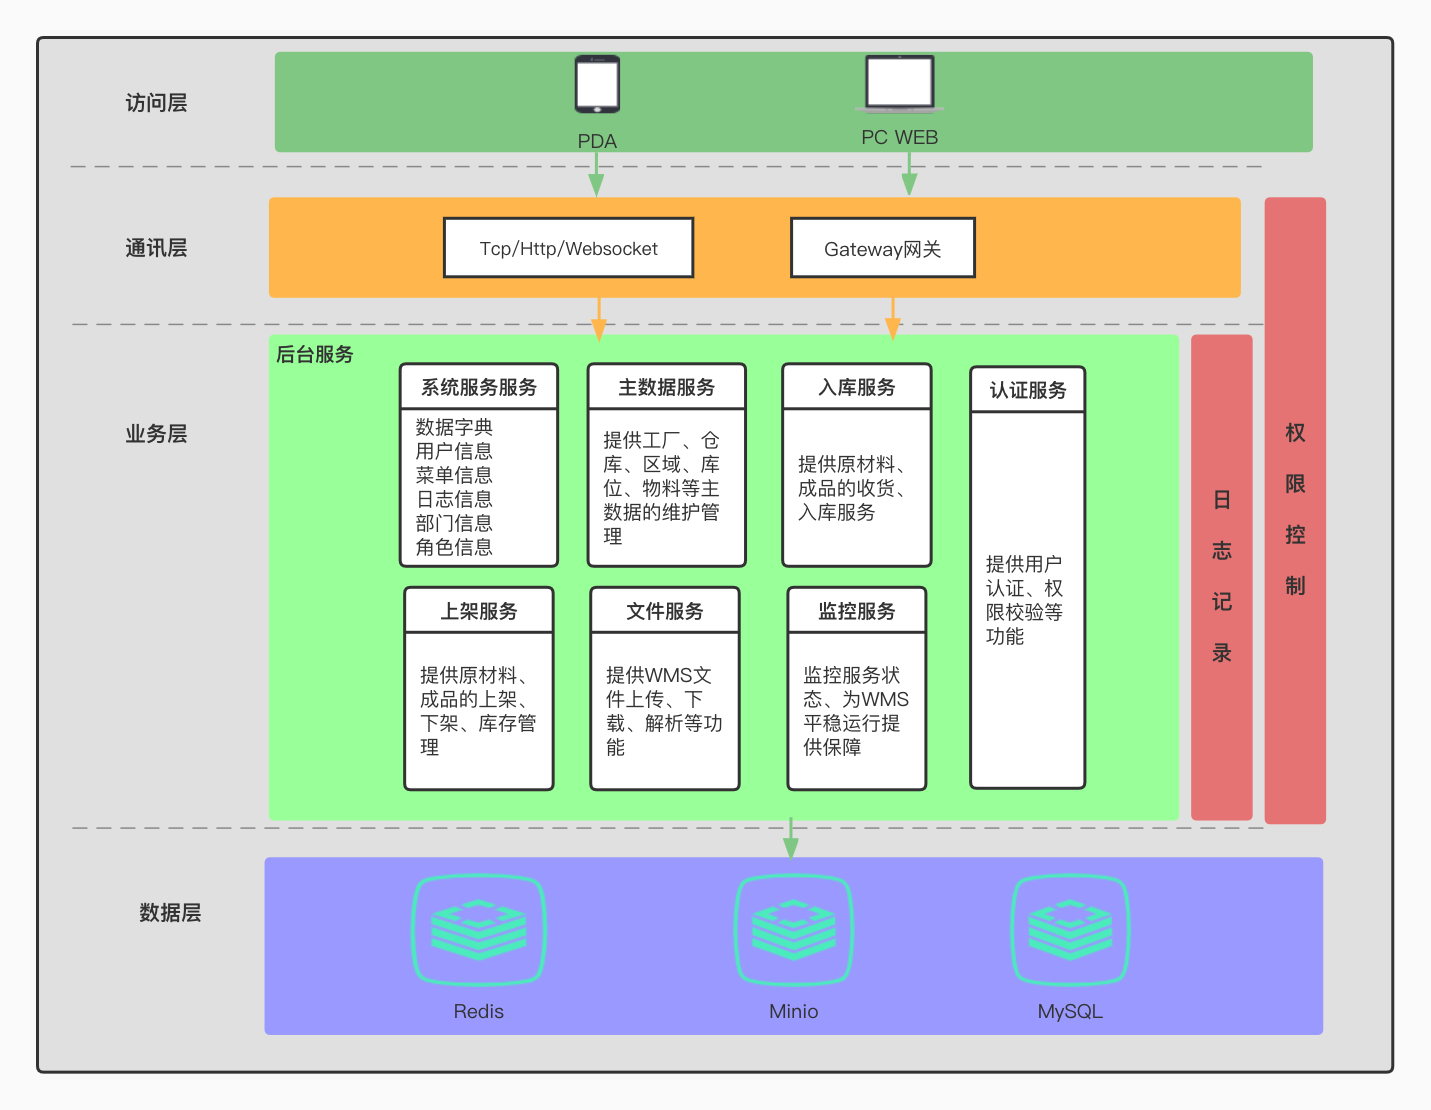 访问层
PDA
PC WEB
通讯层
Tcp/Http/Websocket
Gateway网关
业务层
后台服务
系统服务服务
数据字典
用户信息
菜单信息
日志信息
部门信息
角色信息
主数据服务
提供工厂、仓
库、区域、库
位、物料等主
数据的维护管
理
入库服务
提供原材料、
成品的收货、
入库服务
认证服务
提供用户
认证、权
限校验等
功能
上架服务
提供原材料、
成品的上架、
下架、库存管
理
文件服务
提供WMS文
件上传、下
载、解析等功
能
监控服务
监控服务状
态、为WMS
平稳运行提
供保障
日
志
记
录
权
限
控
制
数据层
Redis
Minio
MySQL